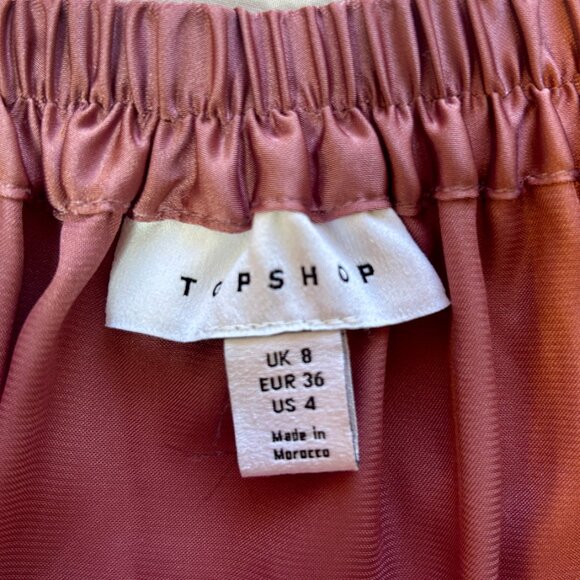 TOPSHOP
UK 8
EUR 36
US 4
Made in
Morocco